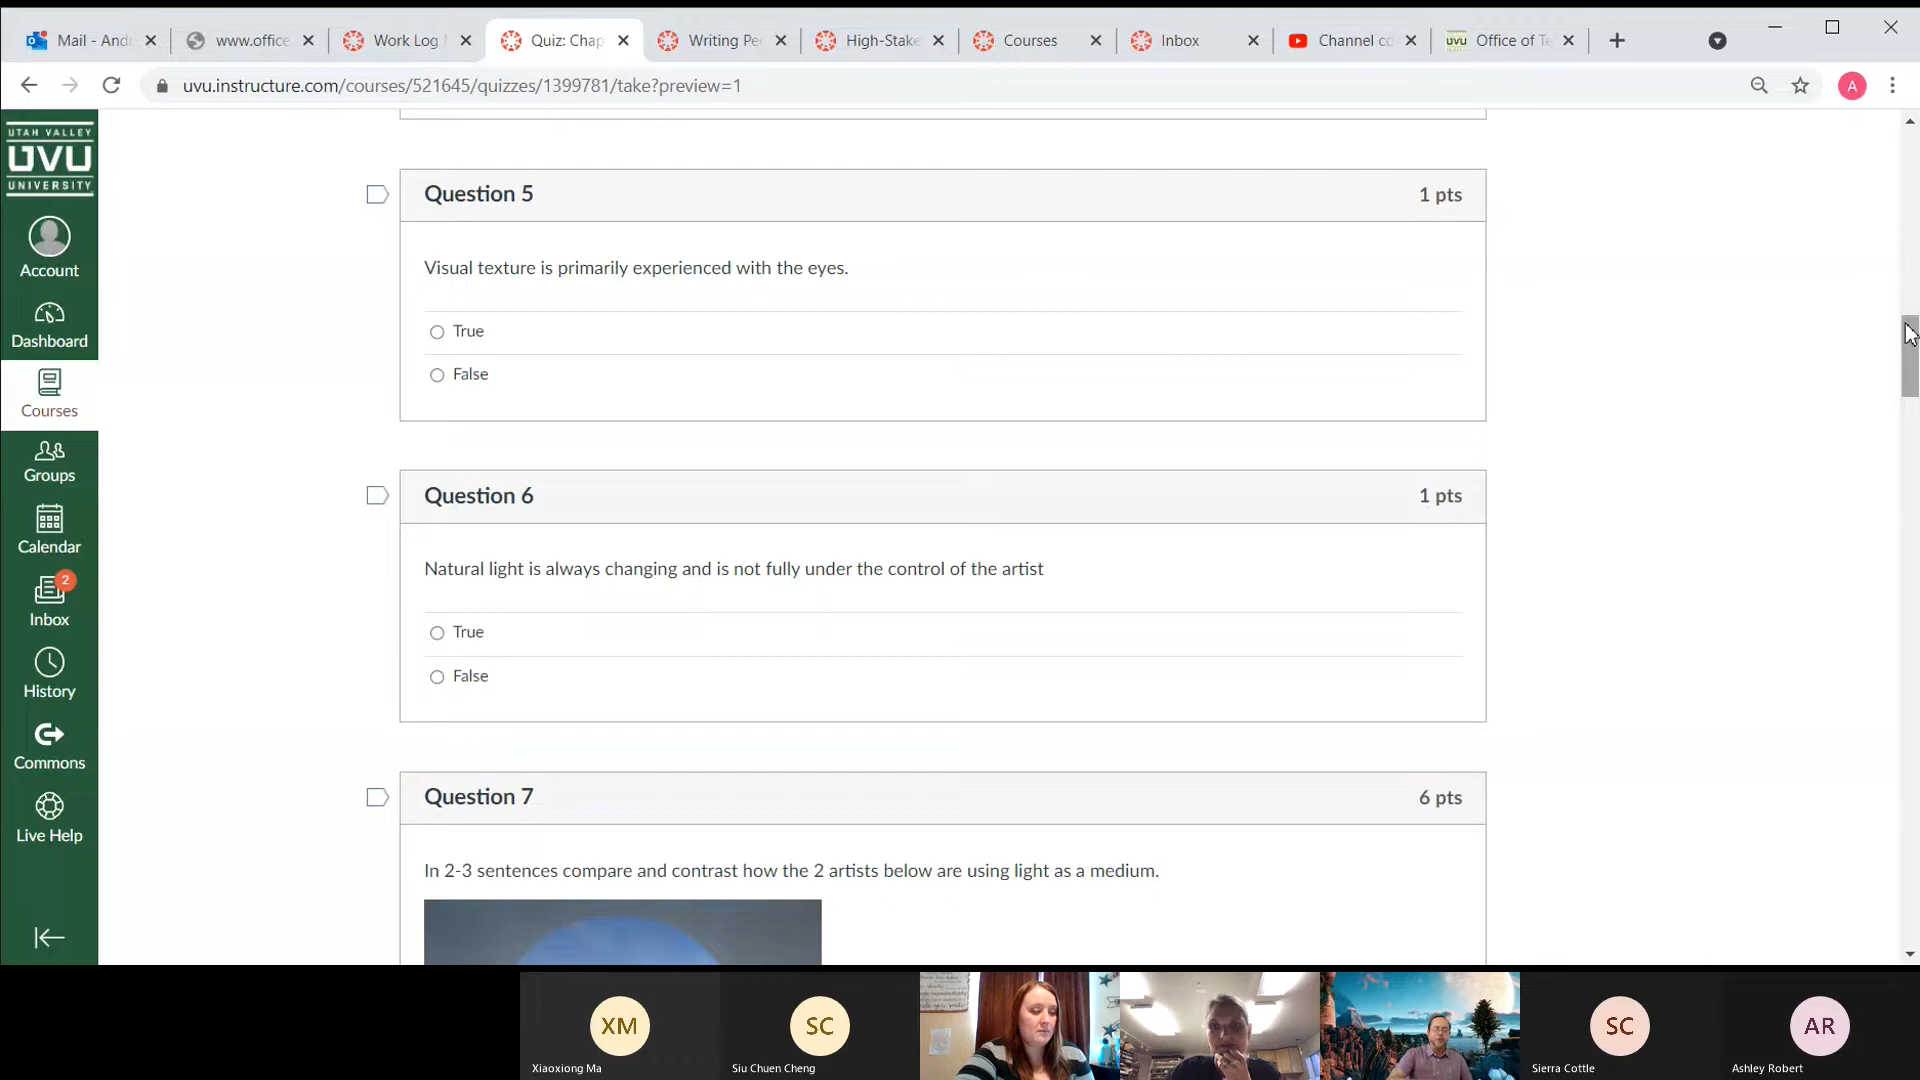 Mail - And
www.office
Work Log
Quiz: Chap
Writing Pe
High-Stake
Courses
Inbox
Channel co
UVU Office of Te
uvu.instructure.com/courses/521645/quizzes/1399781/take?preview=1
A
UTAH VALLEY
UVU
UNIVERSITY
Account
Dashboard
Courses
Groups
Calendar
2
Inbox
History
Commons
Live Help
Question 5
1 pts
Visual texture is primarily experienced with the eyes.
True
False
Question 6
1 pts
Natural light is always changing and is not fully under the control of the artist
True
False
Question 7
6 pts
In 2-3 sentences compare and contrast how the 2 artists below are using light as a medium.
XM
Xiaoxiong Ma
SC
Siu Chuen Cheng
SC
Sierra Cottle
AR
Ashley Robert